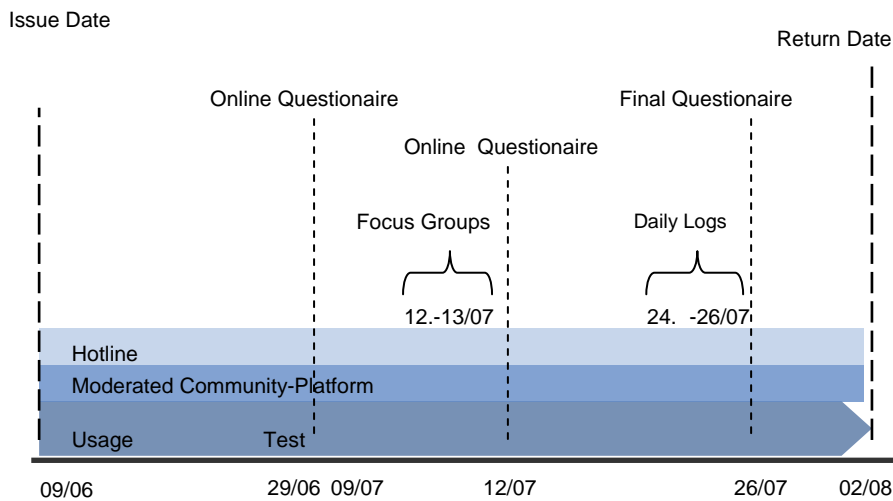 Issue Date
Return Date
Online Questionaire
Final Questionaire
Online Questionaire
Focus Groups
Daily Logs
12.-13/07
24. -26/07
Hotline
Moderated Community-Platform
Usage Test
09/06 29/06 09/07 12/07 26/07 02/08